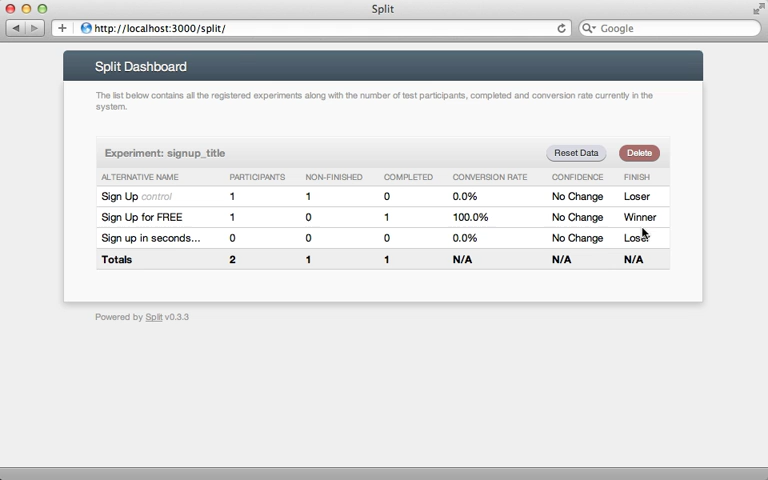 Split
http://localhost:3000/split/
Google
Split Dashboard
The list below contains all the registered experiments along with the number of test participants, completed and conversion rate currently in the
system.
Experiment: signup_title
Reset Data
Delete
ALTERNATIVE NAME PARTICIPANTS NON-FINISHED COMPLETED CONVERSION RATE CONFIDENCE FINISH
Sign Up control 1 1 0 0.0% No Change Loser
Sign Up for FREE 1 0 1 100.0% No Change Winner
Sign up in seconds... 0 0 0 0.0% No Change Loser
Totals 2 1 1 N/A N/A N/A
Powered by Split v0.3.3